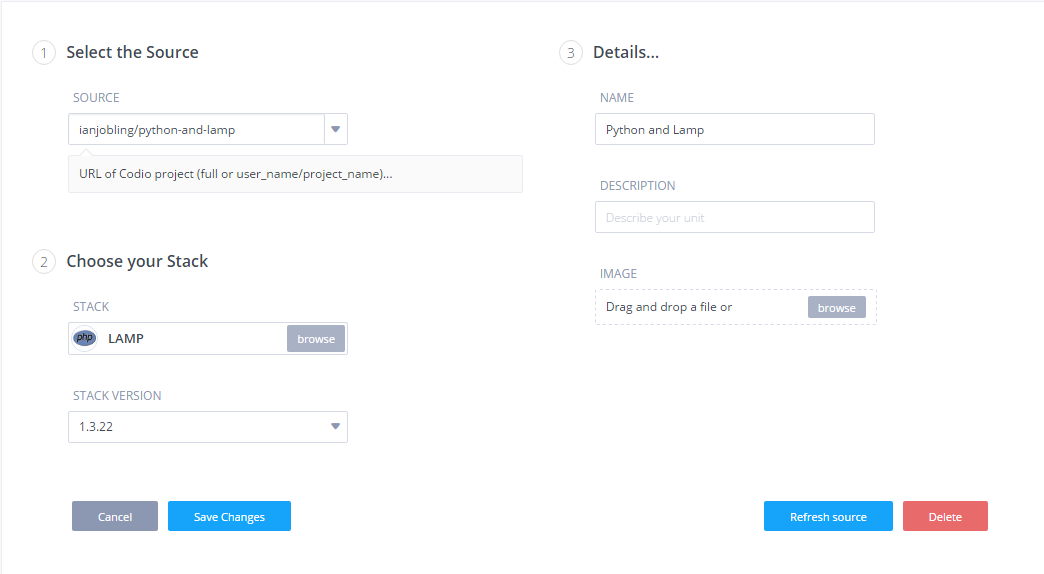 1 Select the Source
SOURCE
ianjobling/python-and-lamp
URL of Codio project (full or user_name/project_name)...
2 Choose your Stack
STACK
php LAMP browse
STACK VERSION
1.3.22
3 Details...
NAME
Python and Lamp
DESCRIPTION
Describe your unit
IMAGE
Drag and drop a file or browse
Cancel Save Changes Refresh source Delete